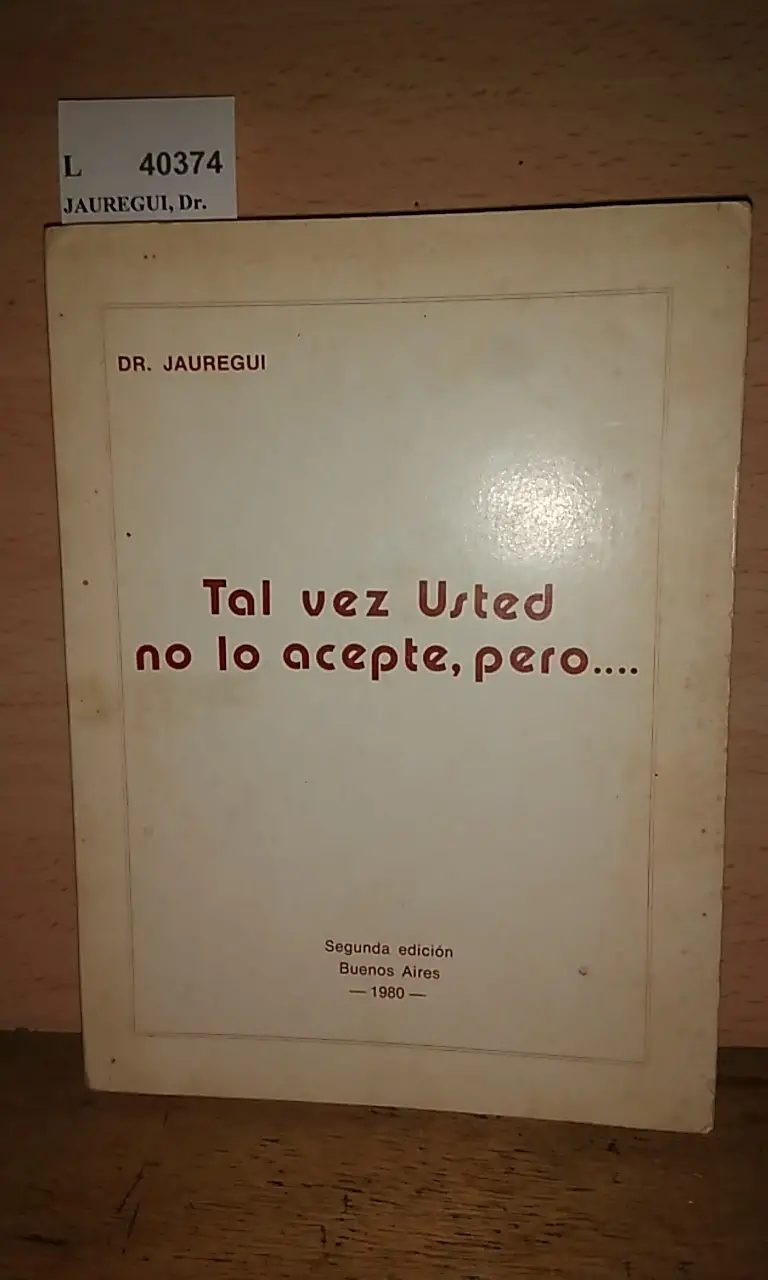 L 40374
JAUREGUI, Dr.
DR. JAUREGUI
Tal vez Usted
no lo acepte, pero....
Segunda edición
Buenos Aires
— 1980 —